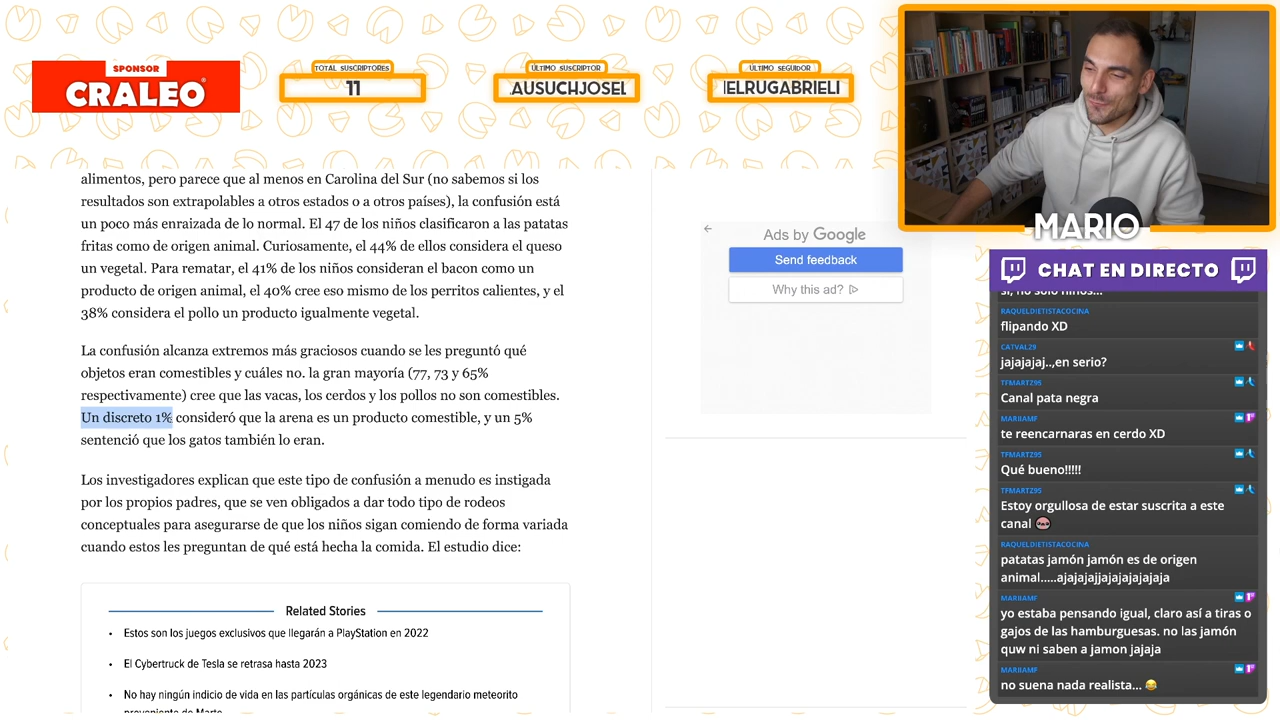 SPONSOR
CRALEO
TOTAL SUSCRIPTORES
11
ÚLTIMO SUSCRIPTOR
AUSUCHJOSEL
ÚLTIMO SEGUIDOR
IELRUGABRIELI
alimentos, pero parece que al menos en Carolina del Sur (no sabemos si los
resultados son extrapolables a otros estados o a otros países), la confusión está
un poco más enraizada de lo normal. El 47 de los niños clasificaron a las patatas
fritas como de origen animal. Curiosamente, el 44% de ellos considera el queso
un vegetal. Para rematar, el 41% de los niños consideran el bacon como un
producto de origen animal, el 40% cree eso mismo de los perritos calientes, y el
38% considera el pollo un producto igualmente vegetal.
La confusión alcanza extremos más graciosos cuando se les preguntó qué
objetos eran comestibles y cuáles no. la gran mayoría (77, 73 y 65%
respectivamente) cree que las vacas, los cerdos y los pollos no son comestibles.
Un discreto 1% consideró que la arena es un producto comestible, y un 5%
sentenció que los gatos también lo eran.
Los investigadores explican que este tipo de confusión a menudo es instigada
por los propios padres, que se ven obligados a dar todo tipo de rodeos
conceptuales para asegurarse de que los niños sigan comiendo de forma variada
cuando estos les preguntan de qué está hecha la comida. El estudio dice:
Related Stories
• Estos son los juegos exclusivos que llegarán a PlayStation en 2022
• El Cybertruck de Tesla se retrasa hasta 2023
• No hay ningún indicio de vida en las partículas orgánicas de este legendario meteorito
proveniente de Marte
Ads by Google
Send feedback
Why this ad?
MARIO
CHAT EN DIRECTO
si, no solo niños...
RAQUELDIETISTACOCINA
flipando XD
CATVAL29
jajajajaj..,en serio?
TFMARTZ95
Canal pata negra
MARIIAMF
te reencarnaras en cerdo XD
TFMARTZ95
Qué bueno!!!!!
TFMARTZ95
Estoy orgullosa de estar suscrita a este
canal
RAQUELDIETISTACOCINA
patatas jamón jamón es de origen
animal.....ajajajajjajajajajajaja
MARIIAMF
yo estaba pensando igual, claro así a tiras o
gajos de las hamburguesas. no las jamón
quw ni saben a jamon jajaja
MARIIAMF
no suena nada realista... 😂